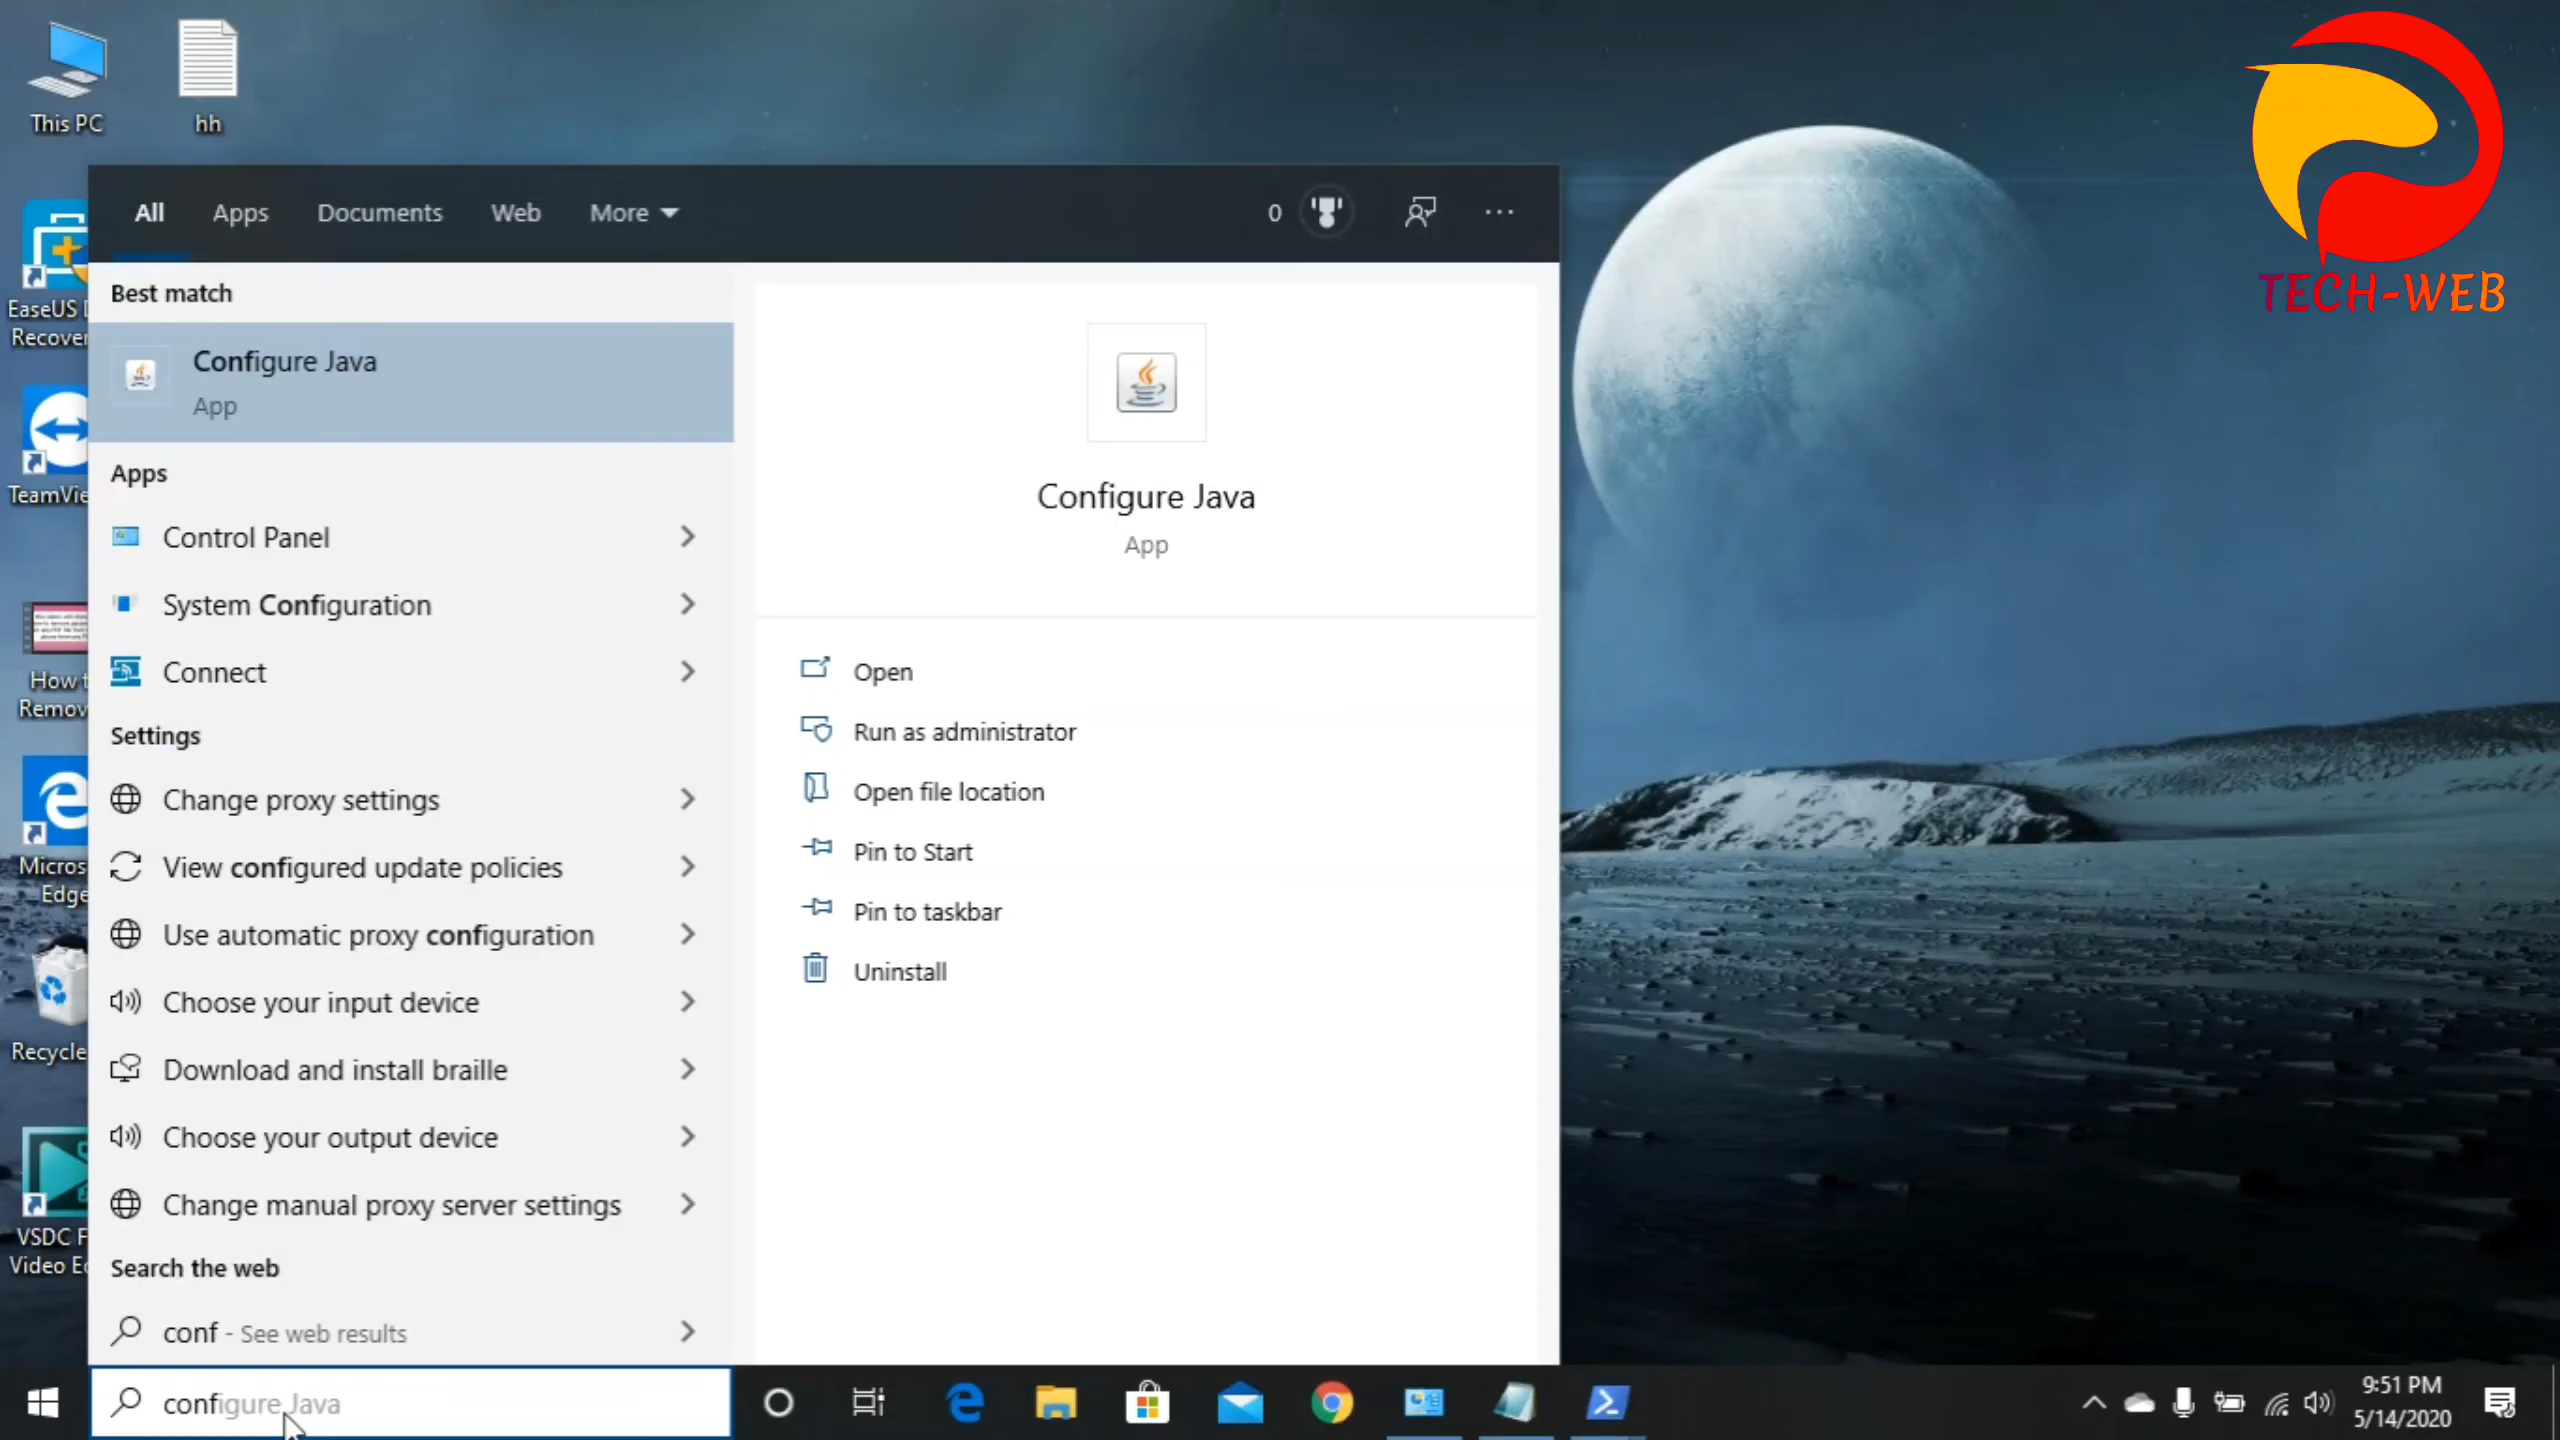 This PC
hh
TECH-WEB
All
Apps
Documents
Web
More
0
EaseUS
Recover
Best match
Configure Java
App
Configure Java
App
TeamVie
Apps
Control Panel
System Configuration
Connect
How t
Remov
Open
Run as administrator
Open file location
Pin to Start
Pin to taskbar
Uninstall
Settings
Change proxy settings
View configured update policies
Use automatic proxy configuration
Choose your input device
Download and install braille
Choose your output device
Change manual proxy server settings
Micros
Edge
Recycle
VSDC F
Video Ed
Search the web
conf - See web results
configure Java
9:51 PM
5/14/2020